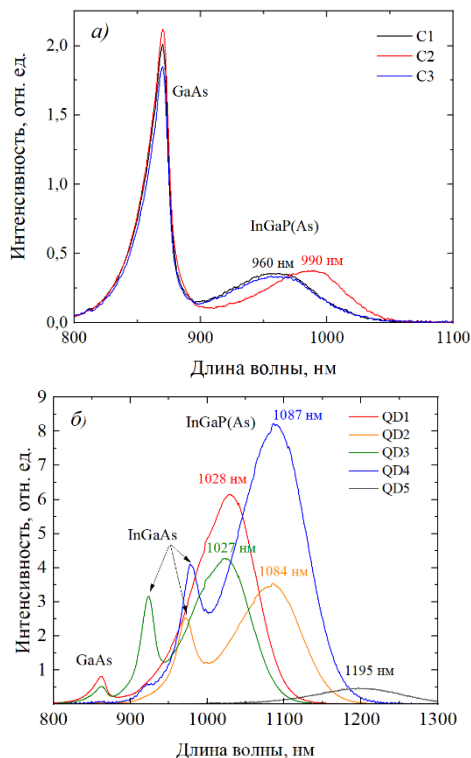 а)
C1
C2
C3
GaAs
InGaP(As)
960 нм
990 нм
Интенсивность, отн. ед.
2,0
1,5
1,0
0,5
0,0
800
900
1000
1100
Длина волны, нм
б)
QD1
QD2
QD3
QD4
QD5
InGaP(As)
1087 нм
1028 нм
InGaAs
1027 нм
1084 нм
GaAs
1195 нм
Интенсивность, отн. ед.
9
8
7
6
5
4
3
2
1
800
900
1000
1100
1200
1300
Длина волны, нм